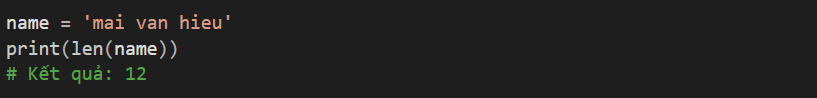 name = 'mai van hieu'
print(len(name))
# Kết quả: 12